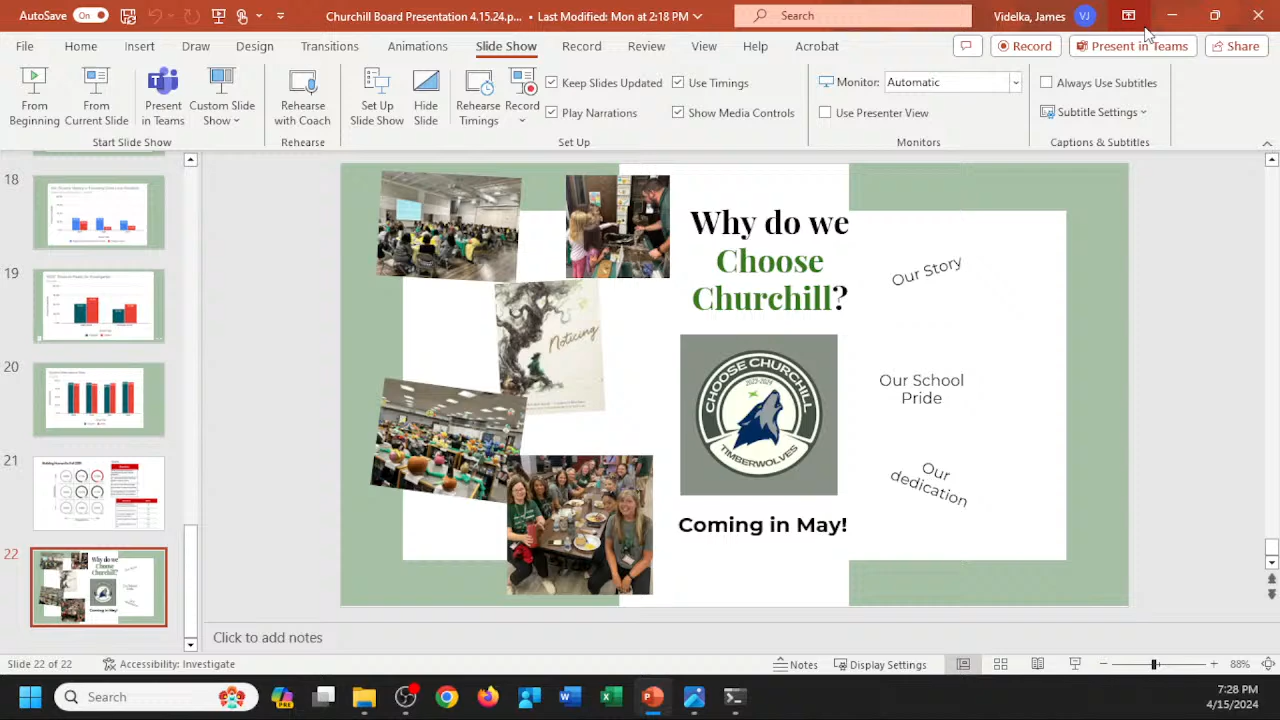 AutoSave On Churchill Board Presentation 4.15.24.p... • Last Modified: Mon at 2:18 PM Search Videlka, James VJ
File Home Insert Draw Design Transitions Animations Slide Show Record Review View Help Acrobat Record Present in Teams Share
From Beginning
From Current Slide
Present in Teams
Custom Slide Show
Start Slide Show
Rehearse with Coach
Rehearse
Set Up Slide Show
Hide Slide
Rehearse Timings
Record
Keep Slides Updated
Play Narrations
Use Timings
Show Media Controls
Set Up
Monitor: Automatic
Use Presenter View
Monitors
Always Use Subtitles
Subtitle Settings
Captions & Subtitles
18
19
20
21
22
Why do we
Choose
Churchill?
Noticing
CHOOSE CHURCHILL
TIMBERWOLVES
Coming in May!
Our Story
Our School
Pride
Our
dedication
Click to add notes
Slide 22 of 22 Accessibility: Investigate Notes Display Settings 88%
Search
PRE
7:28 PM
4/15/2024